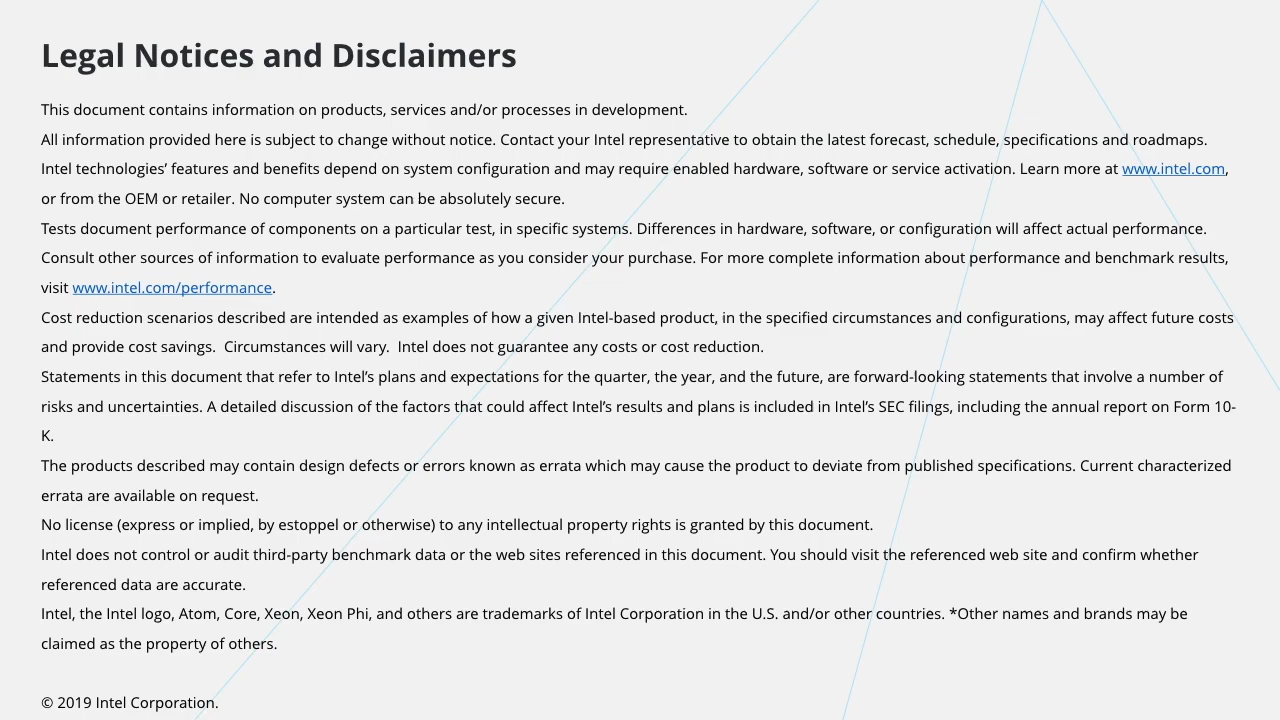 Legal Notices and Disclaimers
This document contains information on products, services and/or processes in development.
All information provided here is subject to change without notice. Contact your Intel representative to obtain the latest forecast, schedule, specifications and roadmaps.
Intel technologies’ features and benefits depend on system configuration and may require enabled hardware, software or service activation. Learn more at www.intel.com,
or from the OEM or retailer. No computer system can be absolutely secure.
Tests document performance of components on a particular test, in specific systems. Differences in hardware, software, or configuration will affect actual performance.
Consult other sources of information to evaluate performance as you consider your purchase. For more complete information about performance and benchmark results,
visit www.intel.com/performance.
Cost reduction scenarios described are intended as examples of how a given Intel-based product, in the specified circumstances and configurations, may affect future costs
and provide cost savings.  Circumstances will vary.  Intel does not guarantee any costs or cost reduction.
Statements in this document that refer to Intel’s plans and expectations for the quarter, the year, and the future, are forward-looking statements that involve a number of
risks and uncertainties. A detailed discussion of the factors that could affect Intel’s results and plans is included in Intel’s SEC filings, including the annual report on Form 10-
K.
The products described may contain design defects or errors known as errata which may cause the product to deviate from published specifications. Current characterized
errata are available on request.
No license (express or implied, by estoppel or otherwise) to any intellectual property rights is granted by this document.
Intel does not control or audit third-party benchmark data or the web sites referenced in this document. You should visit the referenced web site and confirm whether
referenced data are accurate.
Intel, the Intel logo, Atom, Core, Xeon, Xeon Phi, and others are trademarks of Intel Corporation in the U.S. and/or other countries. *Other names and brands may be
claimed as the property of others.
© 2019 Intel Corporation.